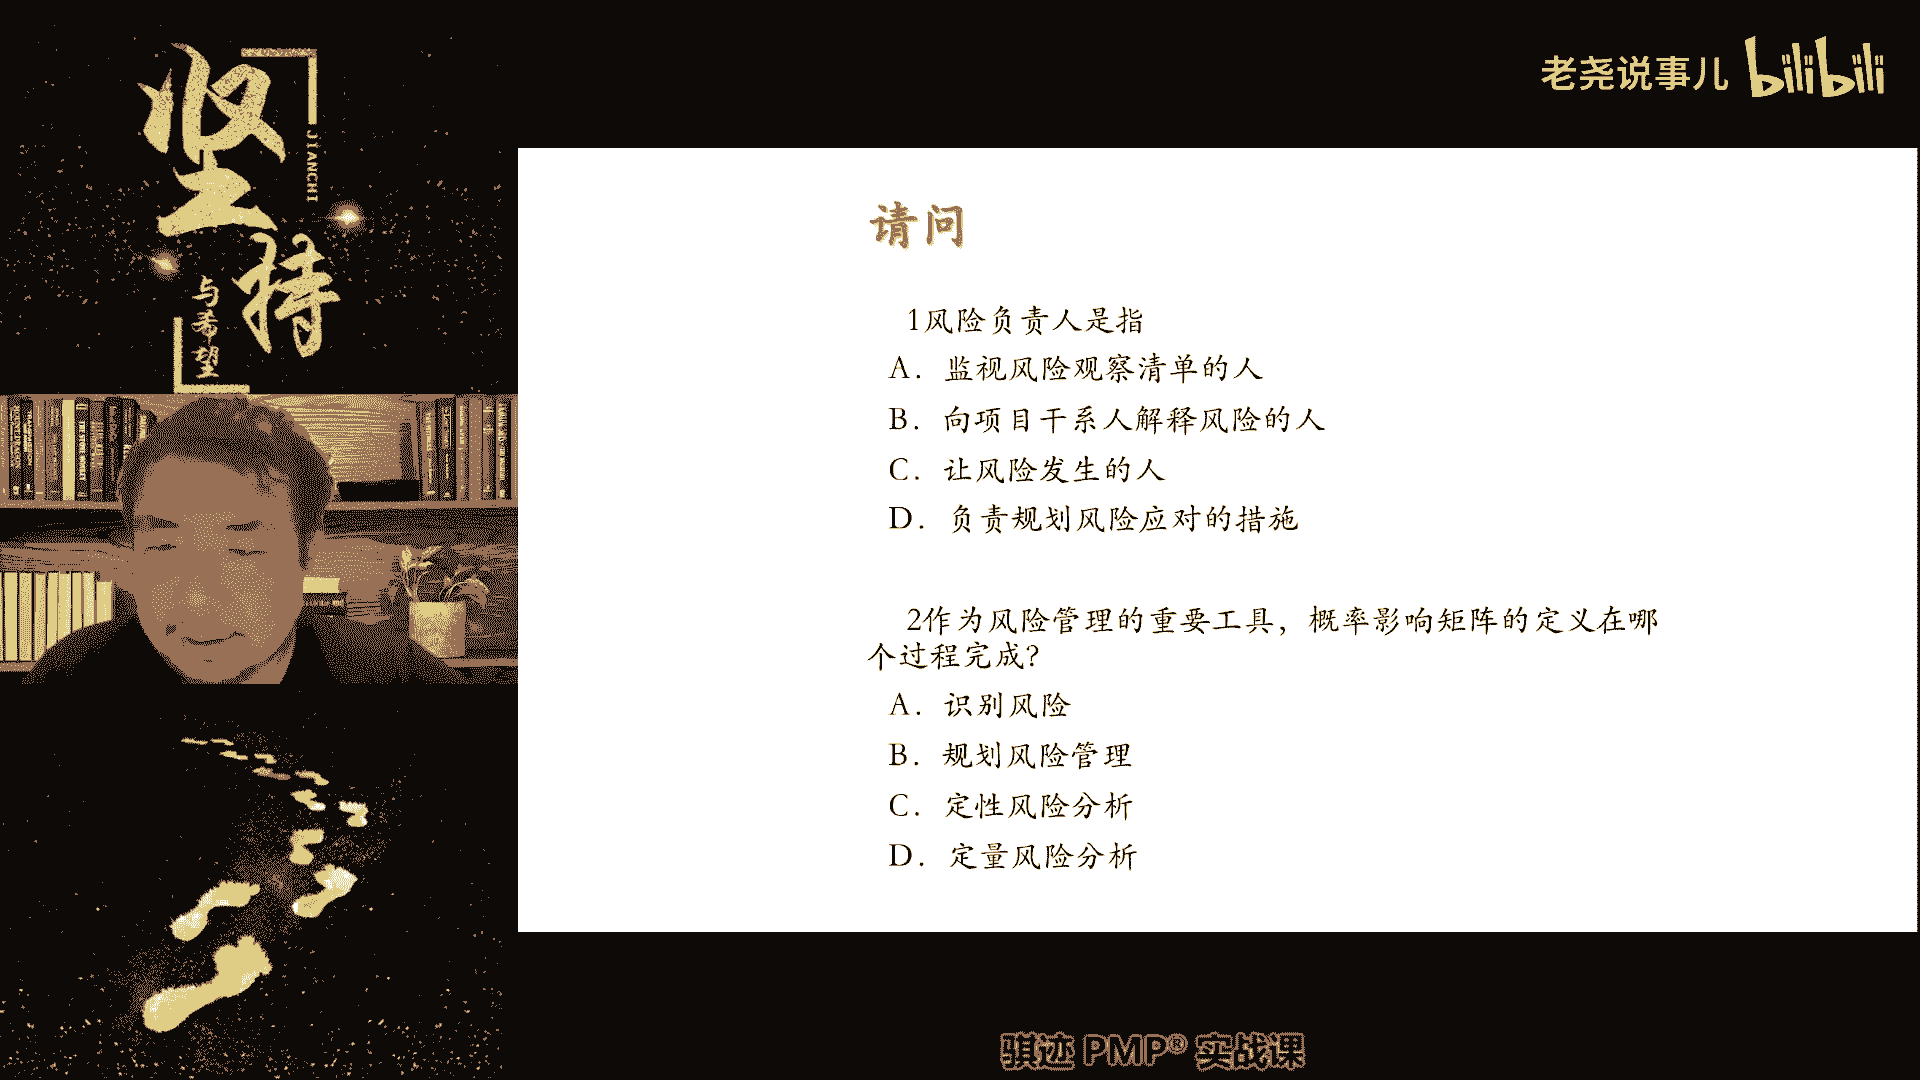 坚持
JIANCHI
与希望
老尧说事儿 bilibili
请问
1风险负责人是指
A. 监视风险观察清单的人
B. 向项目干系人解释风险的人
C. 让风险发生的人
D. 负责规划风险应对的措施
2作为风险管理的重要工具，概率影响矩阵的定义在哪
个过程完成?
A. 识别风险
B. 规划风险管理
C. 定性风险分析
D. 定量风险分析
骐迹 PMP® 实战课